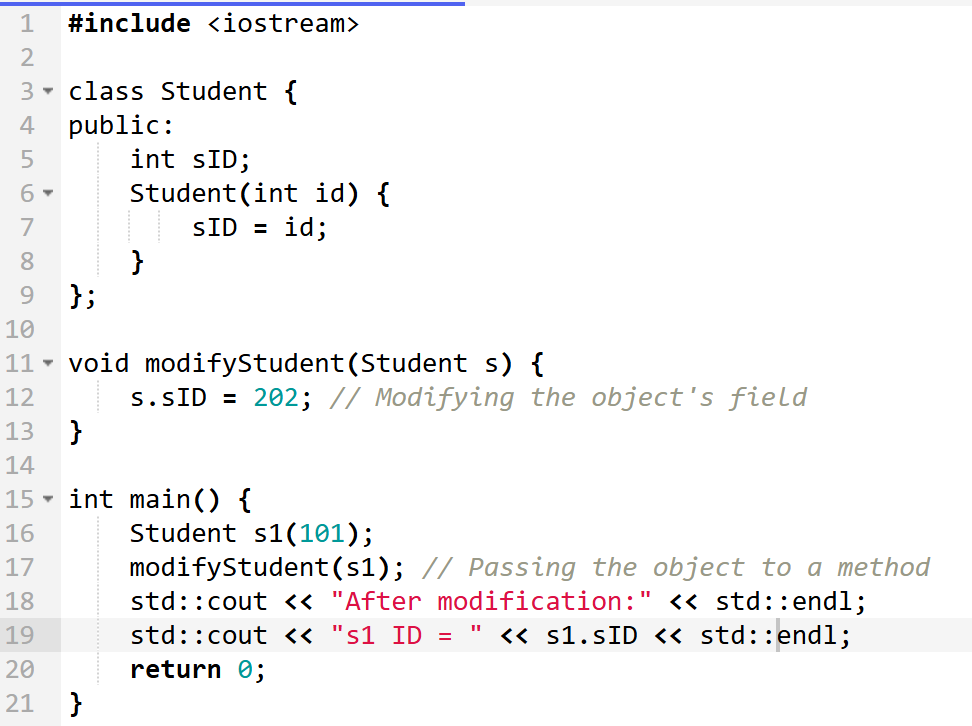 1 #include <iostream>
2
3 class Student {
4 public:
5     int sID;
6     Student(int id) {
7         sID = id;
8     }
9 };
10
11 void modifyStudent(Student s) {
12     s.sID = 202; // Modifying the object's field
13 }
14
15 int main() {
16     Student s1(101);
17     modifyStudent(s1); // Passing the object to a method
18     std::cout << "After modification:" << std::endl;
19     std::cout << "s1 ID = " << s1.sID << std::endl;
20     return 0;
21 }